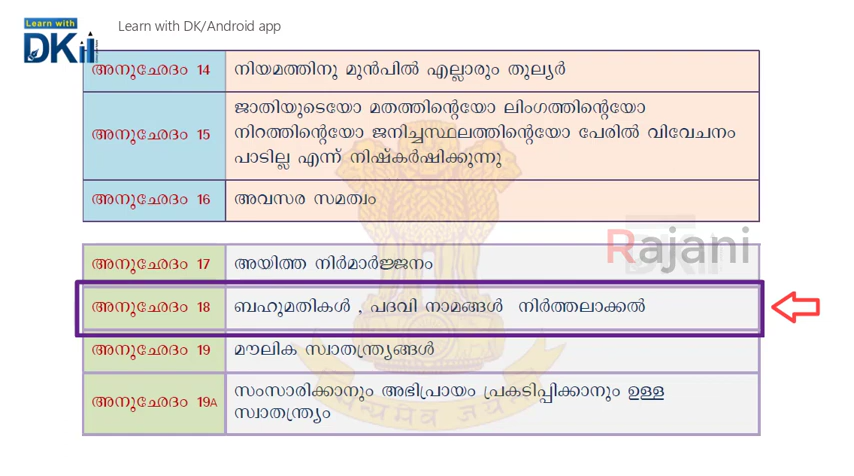 Learn with DK/Android app
Learn with
DK
അനുഛേദം 14 നിയമത്തിനു മുൻപിൽ എല്ലാരും തുല്യർ
ജാതിയുടെയോ മതത്തിന്റെയോ ലിംഗത്തിന്റെയോ
അനുഛേദം 15 നിറത്തിന്റെയോ ജനിച്ചസ്ഥലത്തിന്റെയോ പേരിൽ വിവേചനം
പാടില്ല എന്ന് നിഷ്കർഷിക്കുന്നു
അനുഛേദം 16 അവസര സമത്വം
Rajani
അനുഛേദം 17 അയിത്ത നിർമാർജ്ജനം
അനുഛേദം 18 ബഹുമതികൾ , പദവി നാമങ്ങൾ നിർത്തലാക്കൽ
അനുഛേദം 19 മൗലിക സ്വാതന്ത്ര്യങ്ങൾ
അനുഛേദം 19A സംസാരിക്കാനും അഭിപ്രായം പ്രകടിപ്പിക്കാനും ഉള്ള
സ്വാതന്ത്ര്യം
सत्यमेव जयते